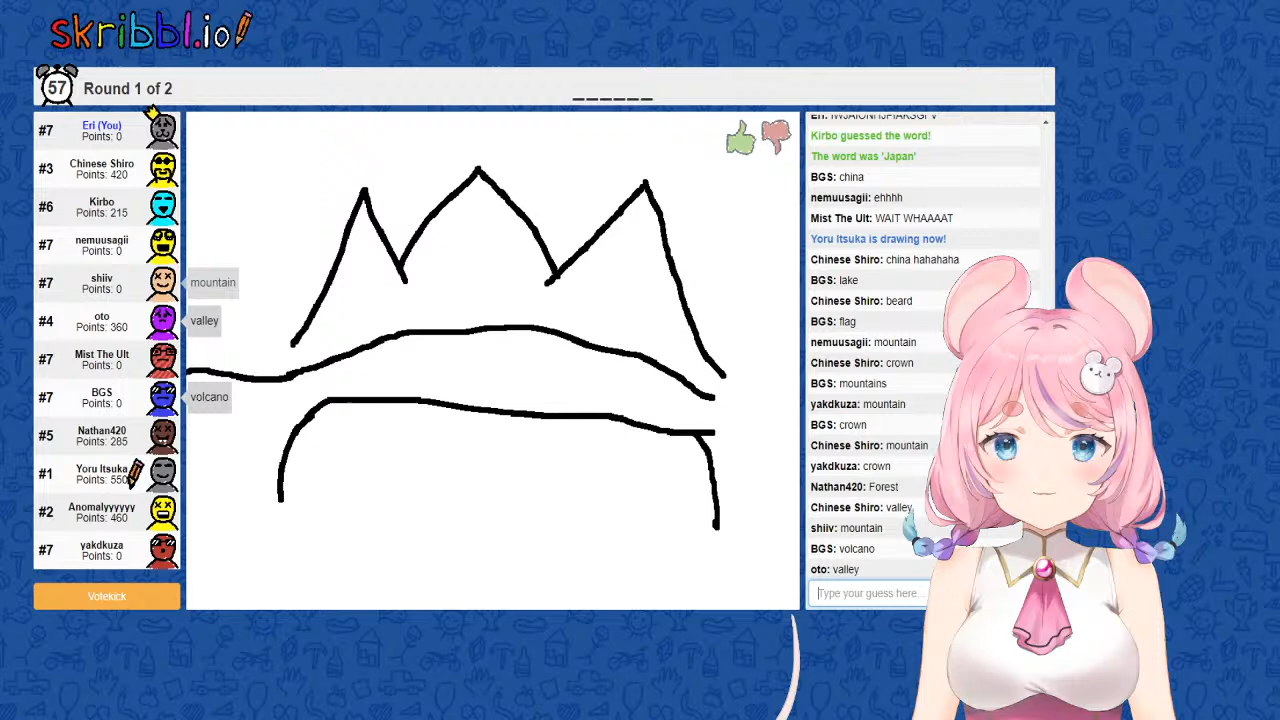 skribbl.io
57
Round 1 of 2
______
#7
Eri (You)
Points: 0
#3
Chinese Shiro
Points: 420
#6
Kirbo
Points: 215
#7
nemuusagii
Points: 0
#7
shiiv
Points: 0
mountain
#4
oto
Points: 360
valley
#7
Mist The Ult
Points: 0
#7
BGS
Points: 0
volcano
#5
Nathan420
Points: 285
#1
Yoru Itsuka
Points: 550
#2
Anomalyyyyyy
Points: 460
#7
yakdkuza
Points: 0
Votekick
Kirbo guessed the word!
The word was 'Japan'
BGS: china
nemuusagii: ehhhh
Mist The Ult: WAIT WHAAAAT
Yoru Itsuka is drawing now!
Chinese Shiro: china hahahaha
BGS: lake
Chinese Shiro: beard
BGS: flag
nemuusagii: mountain
Chinese Shiro: crown
BGS: mountains
yakdkuza: mountain
BGS: crown
Chinese Shiro: mountain
yakdkuza: crown
Nathan420: Forest
Chinese Shiro: valley
shiiv: mountain
BGS: volcano
oto: valley
Type your guess here...